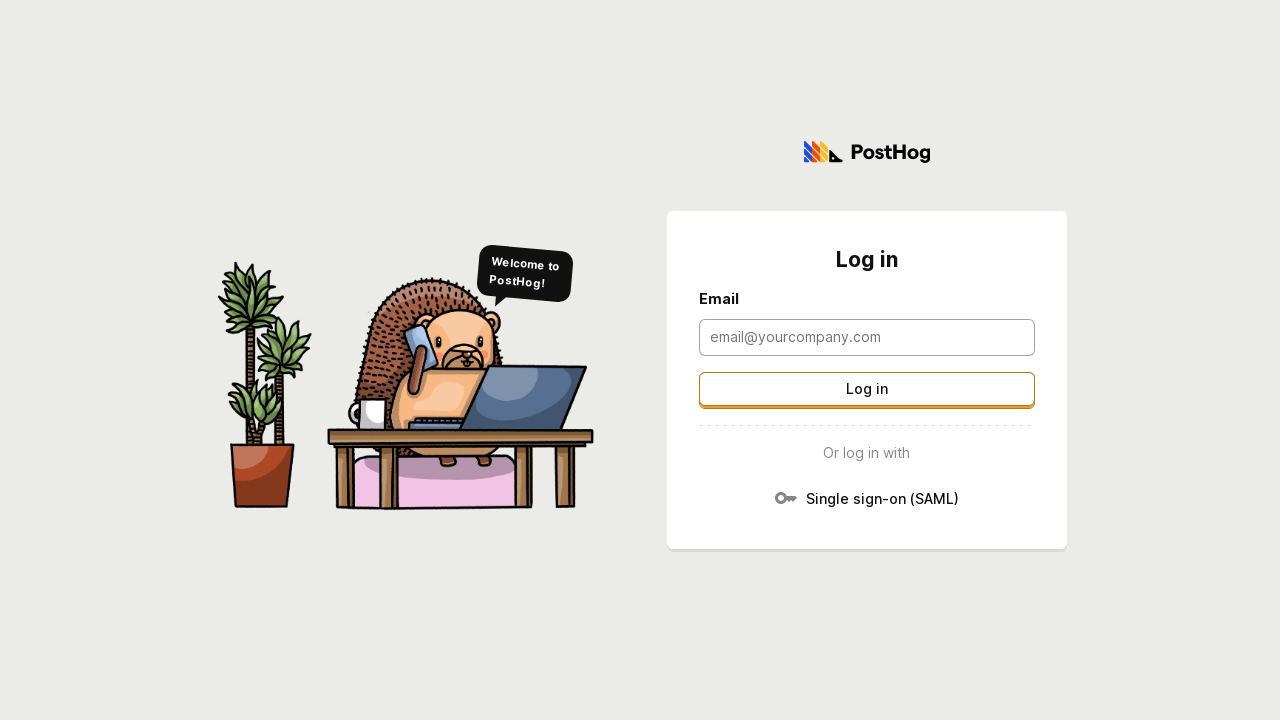 PostHog
Welcome to
PostHog!
Log in
Email
email@yourcompany.com
Log in
Or log in with
Single sign-on (SAML)